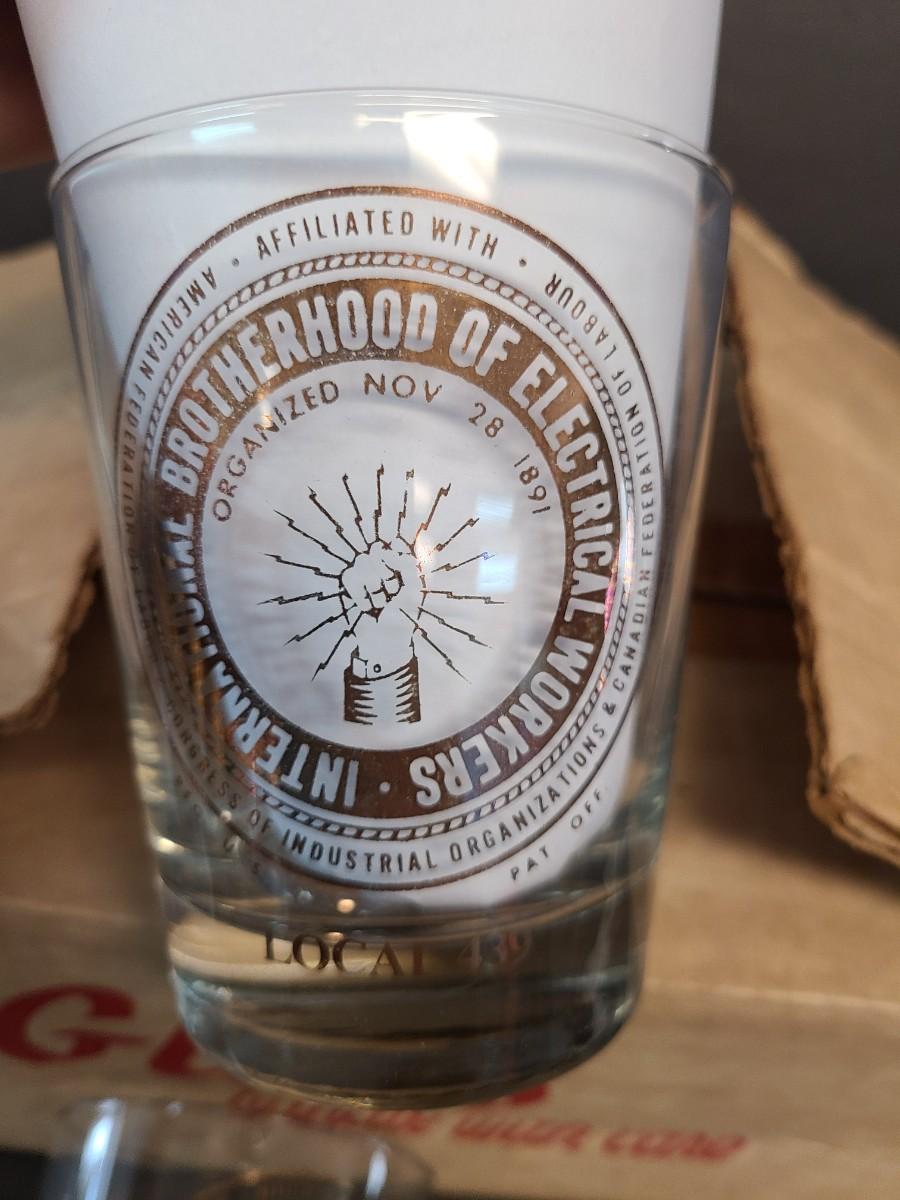 · AFFILIATED WITH ·
AMERICAN FEDERATION
CONGRESS OF INDUSTRIAL ORGANIZATIONS & CANADIAN FEDERATION OF LABOUR
INTERNATIONAL BROTHERHOOD OF ELECTRICAL WORKERS ·
ORGANIZED NOV 28 1891
PAT OFF.
LOCAL 439